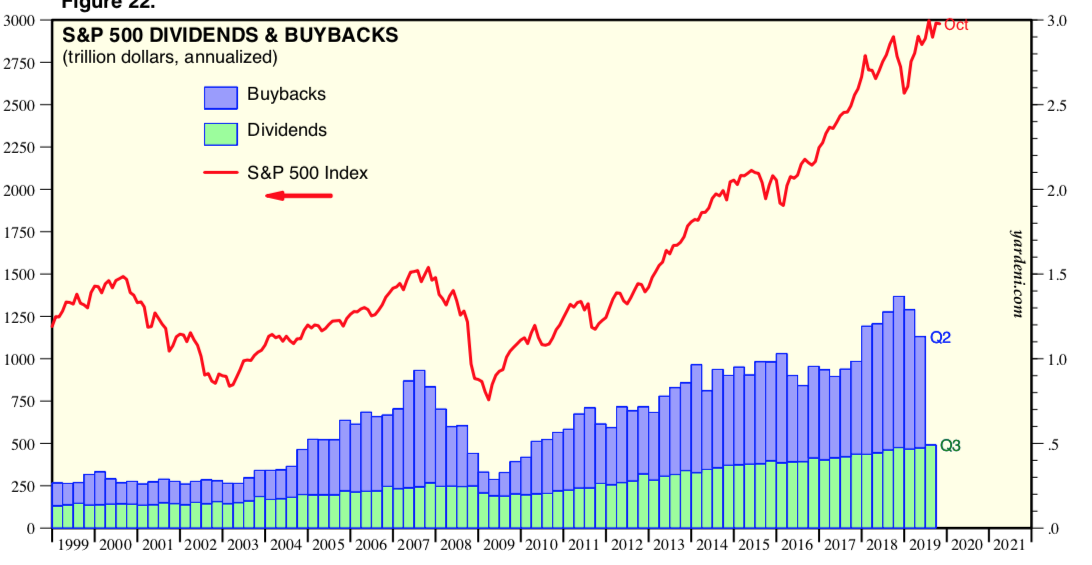 Figure 22.
S&P 500 DIVIDENDS & BUYBACKS
(trillion dollars, annualized)
Buybacks
Dividends
S&P 500 Index
3000
2750
2500
2250
2000
1750
1500
1250
1000
750
500
250
0
3.0
2.5
2.0
1.5
1.0
.5
.0
Oct
Q2
Q3
yardeni.com
1999 2000 2001 2002 2003 2004 2005 2006 2007 2008 2009 2010 2011 2012 2013 2014 2015 2016 2017 2018 2019 2020 2021